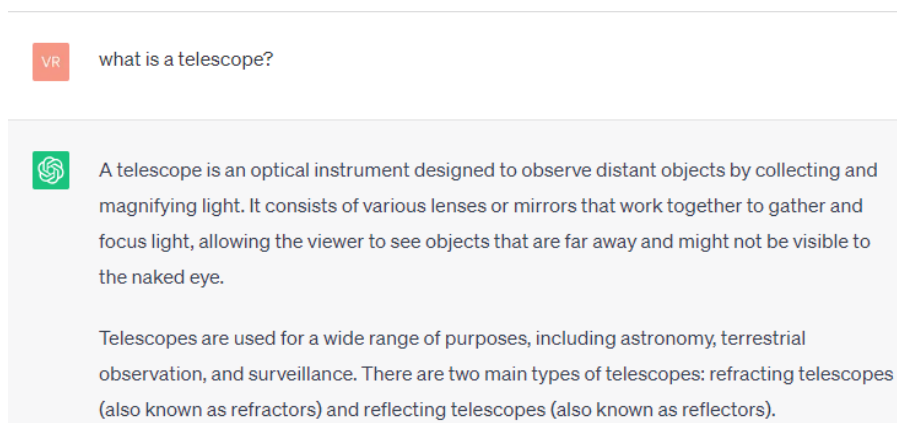 VR
what is a telescope?
A telescope is an optical instrument designed to observe distant objects by collecting and
magnifying light. It consists of various lenses or mirrors that work together to gather and
focus light, allowing the viewer to see objects that are far away and might not be visible to
the naked eye.
Telescopes are used for a wide range of purposes, including astronomy, terrestrial
observation, and surveillance. There are two main types of telescopes: refracting telescopes
(also known as refractors) and reflecting telescopes (also known as reflectors).